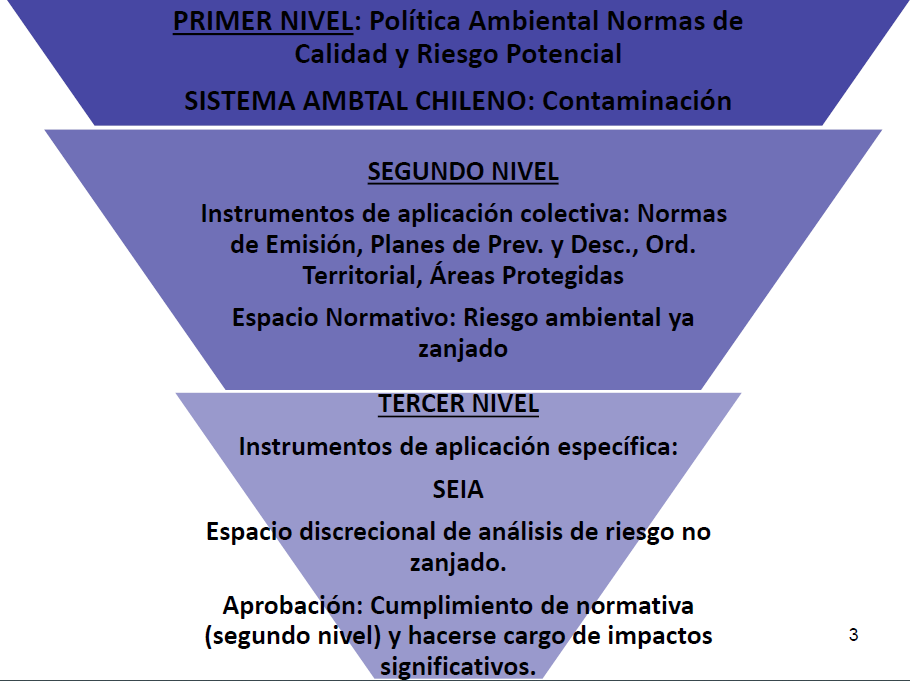 PRIMER NIVEL: Política Ambiental Normas de
Calidad y Riesgo Potencial
SISTEMA AMBTAL CHILENO: Contaminación
SEGUNDO NIVEL
Instrumentos de aplicación colectiva: Normas
de Emisión, Planes de Prev. y Desc., Ord.
Territorial, Áreas Protegidas
Espacio Normativo: Riesgo ambiental ya
zanjado
TERCER NIVEL
Instrumentos de aplicación específica:
SEIA
Espacio discrecional de análisis de riesgo no
zanjado.
Aprobación: Cumplimiento de normativa
(segundo nivel) y hacerse cargo de impactos
significativos.
3